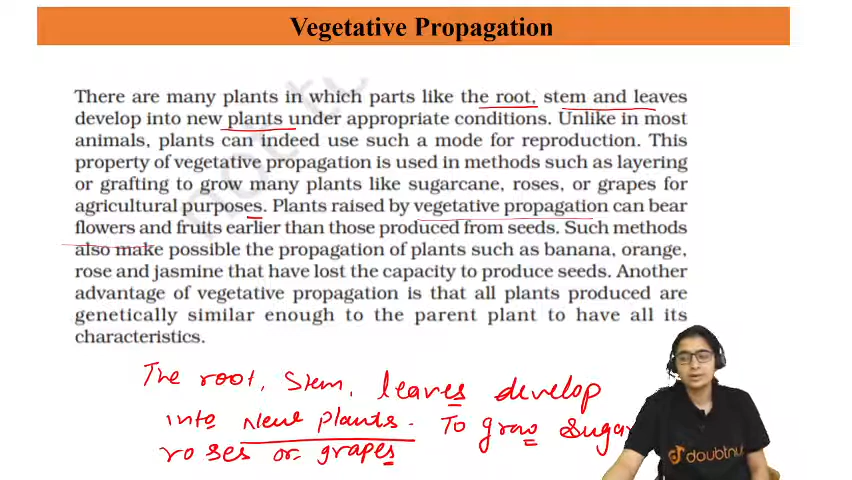 Vegetative Propagation
There are many plants in which parts like the root, stem and leaves
develop into new plants under appropriate conditions. Unlike in most
animals, plants can indeed use such a mode for reproduction. This
property of vegetative propagation is used in methods such as layering
or grafting to grow many plants like sugarcane, roses, or grapes for
agricultural purposes. Plants raised by vegetative propagation can bear
flowers and fruits earlier than those produced from seeds. Such methods
also make possible the propagation of plants such as banana, orange,
rose and jasmine that have lost the capacity to produce seeds. Another
advantage of vegetative propagation is that all plants produced are
genetically similar enough to the parent plant to have all its
characteristics.
The root, Stem, leaves develop
into New plants. To grow sugar
roses or grapes
doubtnut